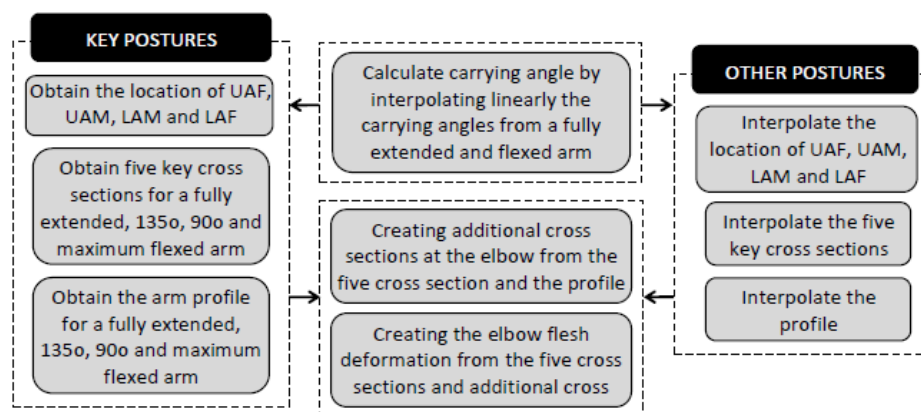 KEY POSTURES
Obtain the location of UAF,
UAM, LAM and LAF
Obtain five key cross
sections for a fully
extended, 135o, 90o and
maximum flexed arm
Obtain the arm profile
for a fully extended,
135o, 90o and maximum
flexed arm
Calculate carrying angle by
interpolating linearly the
carrying angles from a fully
extended and flexed arm
Creating additional cross
sections at the elbow from the
five cross section and the profile
Creating the elbow flesh
deformation from the five cross
sections and additional cross
OTHER POSTURES
Interpolate the
location of UAF, UAM,
LAM and LAF
Interpolate the five
key cross sections
Interpolate the
profile